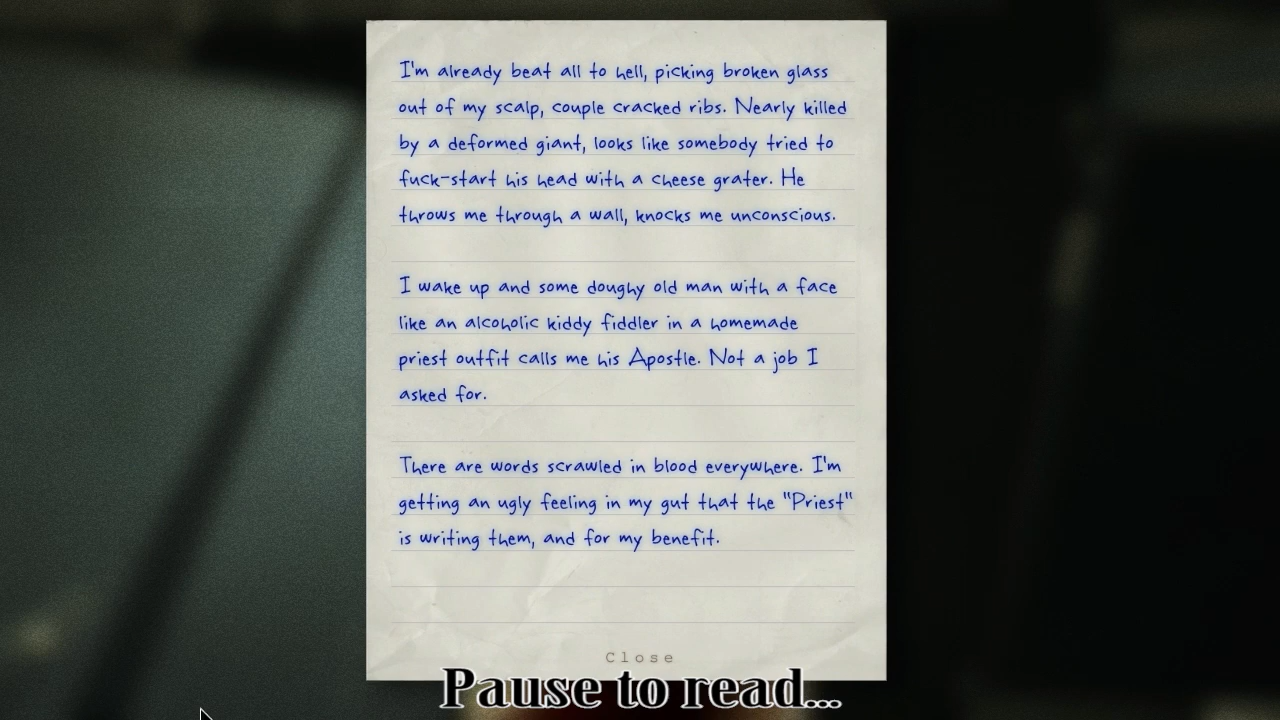 I'm already beat all to hell, picking broken glass
out of my scalp, couple cracked ribs. Nearly killed
by a deformed giant, looks like somebody tried to
fuck-start his head with a cheese grater. He
throws me through a wall, knocks me unconscious.
I wake up and some doughy old man with a face
like an alcoholic kiddy fiddler in a homemade
priest outfit calls me his Apostle. Not a job I
asked for.
There are words scrawled in blood everywhere. I'm
getting an ugly feeling in my gut that the "Priest"
is writing them, and for my benefit.
Close
Pause to read...